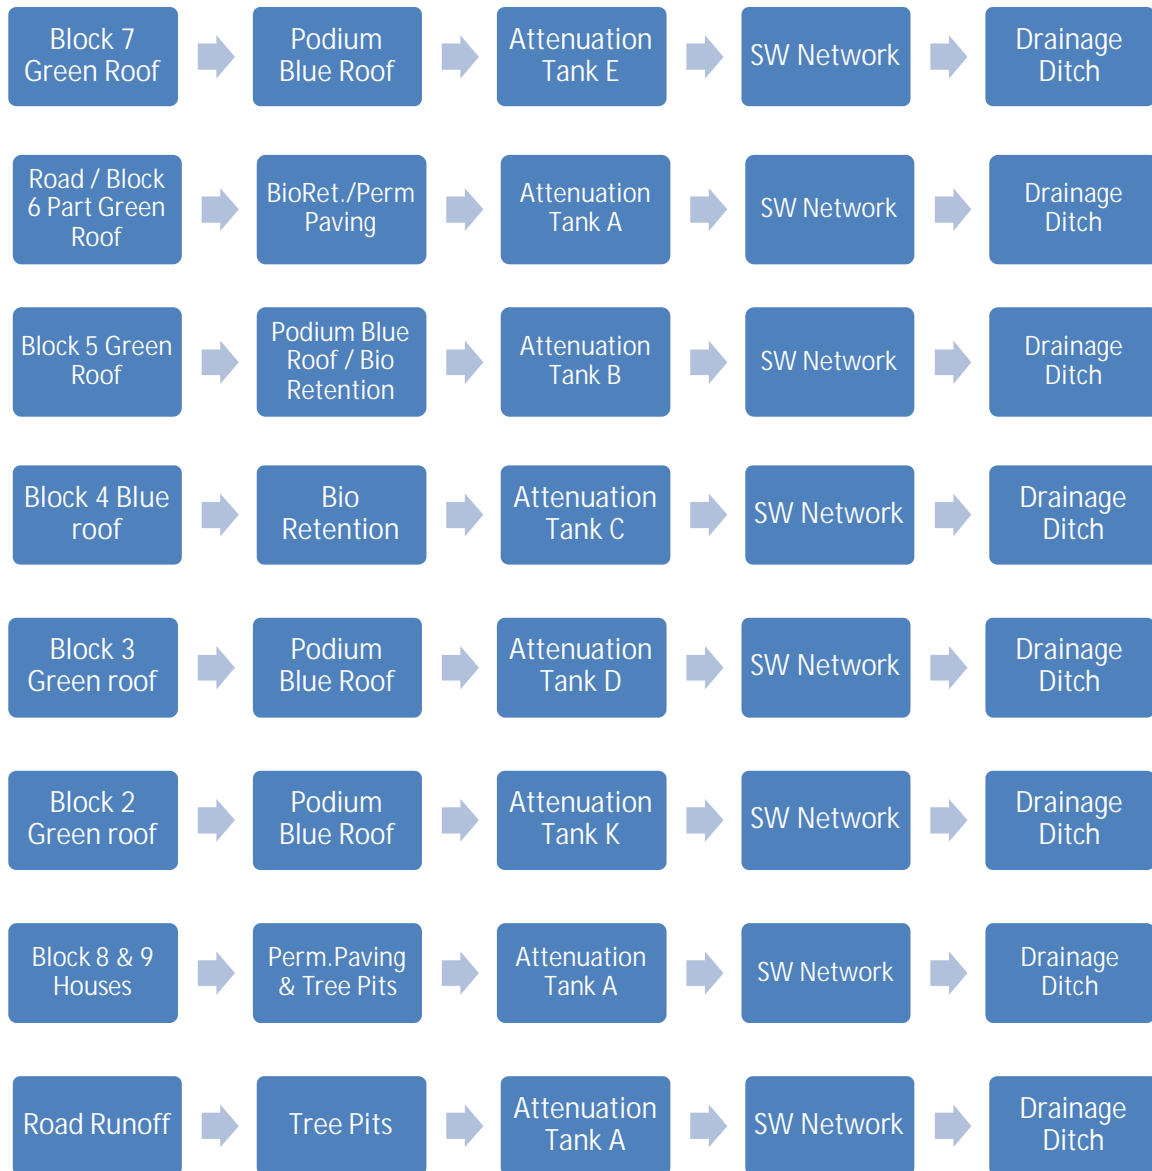 Block 7
Green Roof
Podium
Blue Roof
Attenuation
Tank E
SW Network
Drainage
Ditch
Road / Block
6 Part Green
Roof
BioRet./Perm
Paving
Attenuation
Tank A
SW Network
Drainage
Ditch
Block 5 Green
Roof
Podium Blue
Roof / Bio
Retention
Attenuation
Tank B
SW Network
Drainage
Ditch
Block 4 Blue
roof
Bio
Retention
Attenuation
Tank C
SW Network
Drainage
Ditch
Block 3
Green roof
Podium
Blue Roof
Attenuation
Tank D
SW Network
Drainage
Ditch
Block 2
Green roof
Podium
Blue Roof
Attenuation
Tank K
SW Network
Drainage
Ditch
Block 8 & 9
Houses
Perm.Paving
& Tree Pits
Attenuation
Tank A
SW Network
Drainage
Ditch
Road Runoff
Tree Pits
Attenuation
Tank A
SW Network
Drainage
Ditch